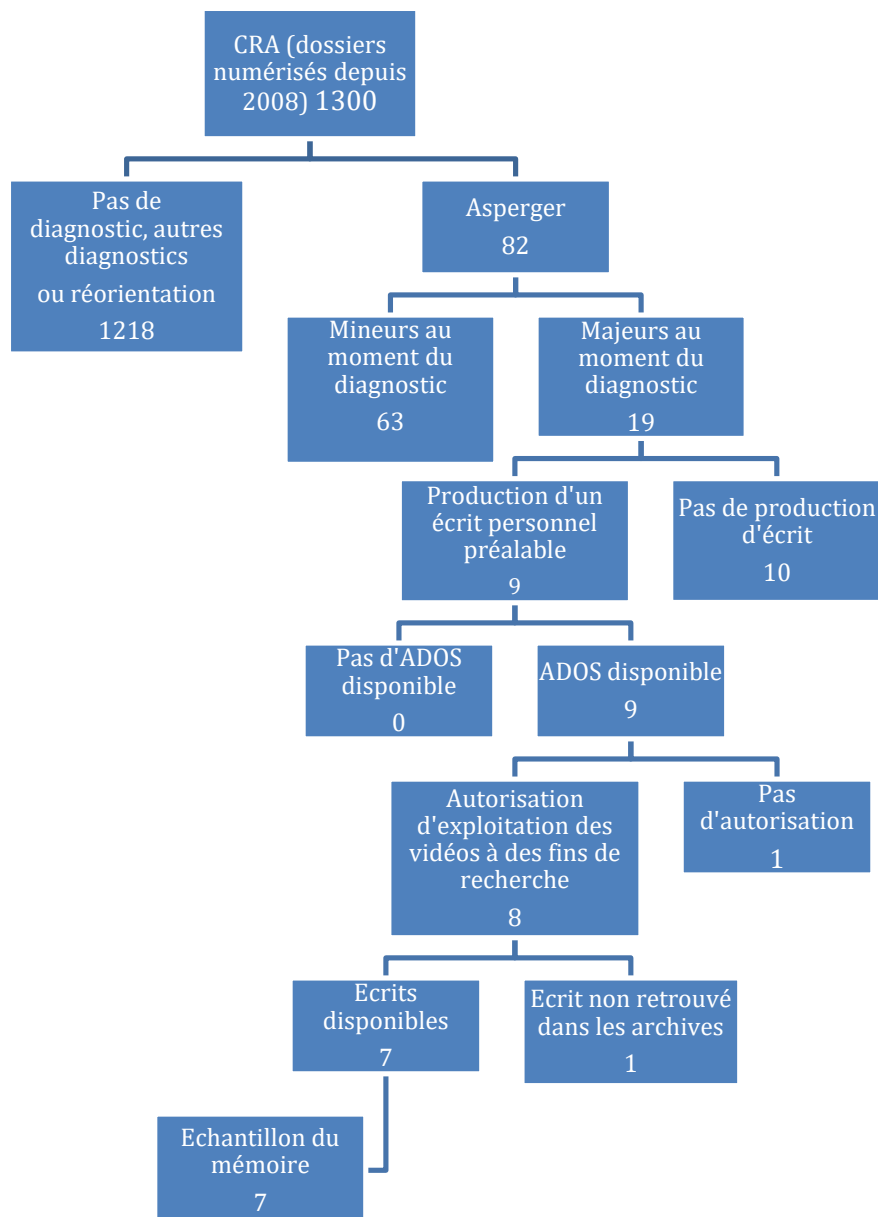 CRA (dossiers
numérisés depuis
2008) 1300
Pas de
diagnostic, autres
diagnostics
ou réorientation
1218
Asperger
82
Mineurs au
moment du
diagnostic
63
Majeurs au
moment du
diagnostic
19
Production d'un
écrit personnel
préalable
9
Pas de production
d'écrit
10
Pas d'ADOS
disponible
0
ADOS disponible
9
Autorisation
d'exploitation des
vidéos à des fins de
recherche
8
Pas
d'autorisation
1
Ecrits
disponibles
7
Ecrit non retrouvé
dans les archives
1
Echantillon du
mémoire
7